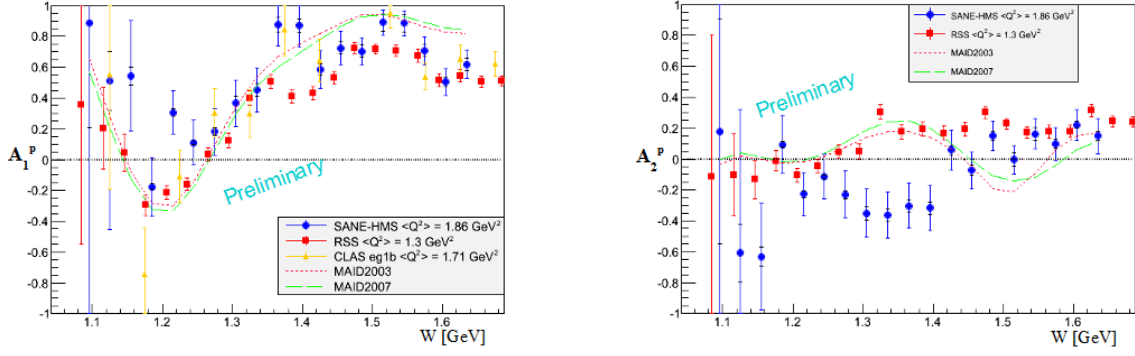 1
0.8
0.6
0.4
0.2
A₁ᵖ 0
-0.2
-0.4
-0.6
-0.8
-1
Preliminary
SANE-HMS <Q²> = 1.86 GeV²
RSS <Q²> = 1.3 GeV²
CLAS eg1b <Q²> = 1.71 GeV²
MAID2003
MAID2007
1.1 1.2 1.3 1.4 1.5 1.6
W [GeV]
1
0.8
0.6
0.4
0.2
A₂ᵖ 0
-0.2
-0.4
-0.6
-0.8
-1
SANE-HMS <Q²> = 1.86 GeV²
RSS <Q²> = 1.3 GeV²
MAID2003
MAID2007
Preliminary
1.1 1.2 1.3 1.4 1.5 1.6
W [GeV]